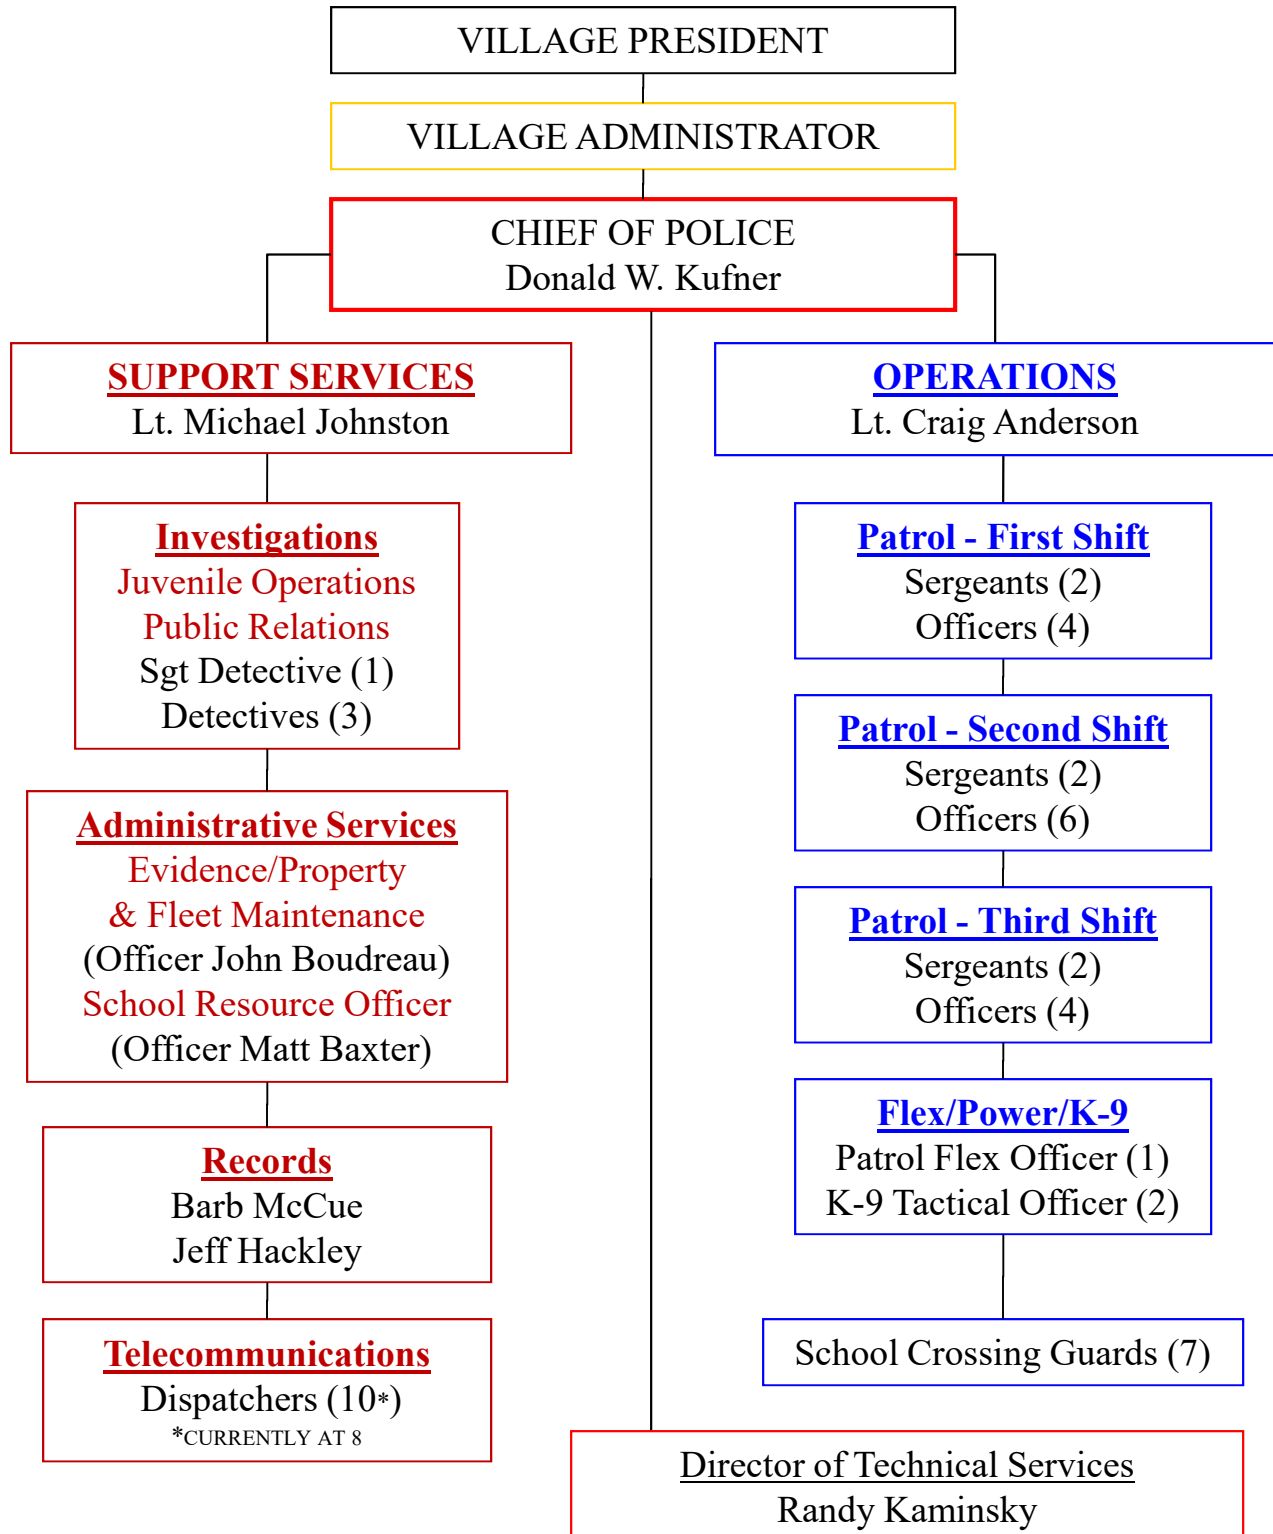 VILLAGE PRESIDENT
VILLAGE ADMINISTRATOR
CHIEF OF POLICE
Donald W. Kufner
SUPPORT SERVICES
Lt. Michael Johnston
Investigations
Juvenile Operations
Public Relations
Sgt Detective (1)
Detectives (3)
Administrative Services
Evidence/Property
& Fleet Maintenance
(Officer John Boudreau)
School Resource Officer
(Officer Matt Baxter)
Records
Barb McCue
Jeff Hackley
Telecommunications
Dispatchers (10*)
*CURRENTLY AT 8
OPERATIONS
Lt. Craig Anderson
Patrol - First Shift
Sergeants (2)
Officers (4)
Patrol - Second Shift
Sergeants (2)
Officers (6)
Patrol - Third Shift
Sergeants (2)
Officers (4)
Flex/Power/K-9
Patrol Flex Officer (1)
K-9 Tactical Officer (2)
School Crossing Guards (7)
Director of Technical Services
Randy Kaminsky